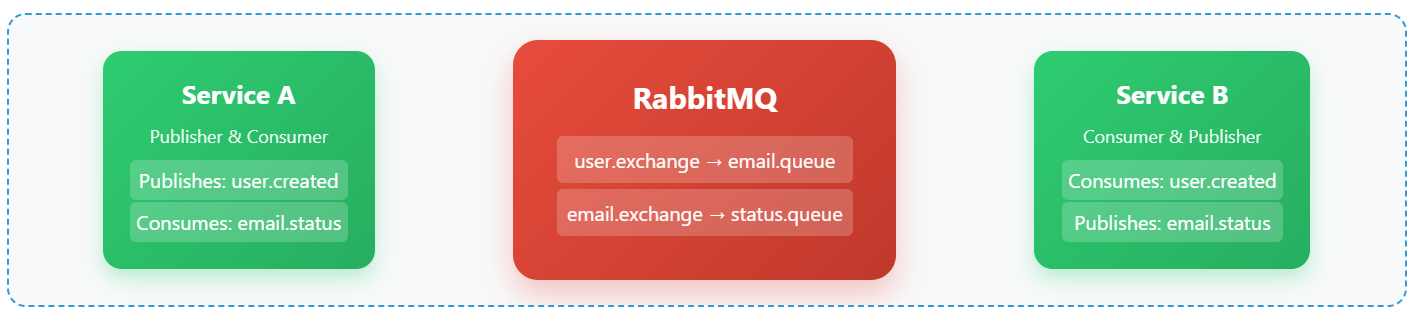 Service A
Publisher & Consumer
Publishes: user.created
Consumes: email.status
RabbitMQ
user.exchange → email.queue
email.exchange → status.queue
Service B
Consumer & Publisher
Consumes: user.created
Publishes: email.status